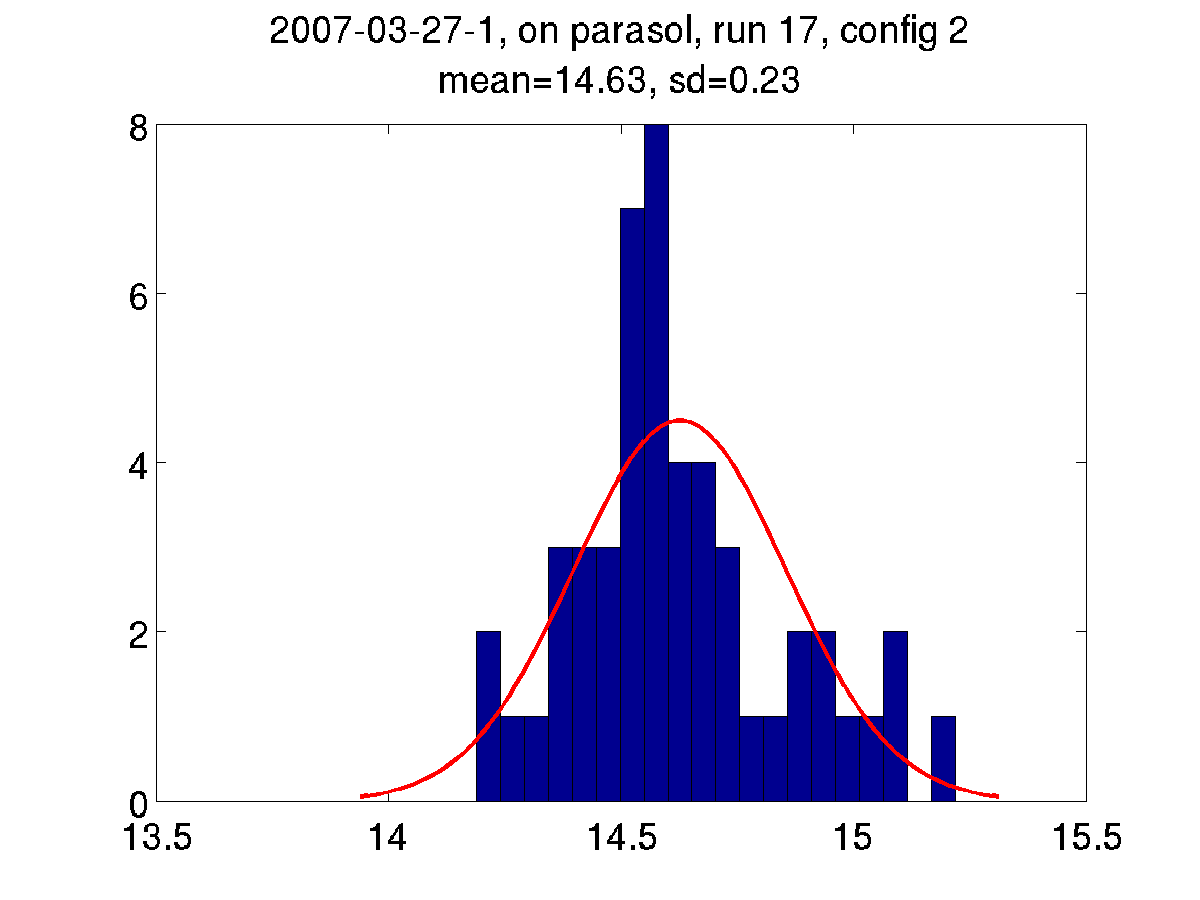 2007-03-27-1, on parasol, run 17, config 2
mean=14.63, sd=0.23
8
6
4
2
0
13.5 14 14.5 15 15.5